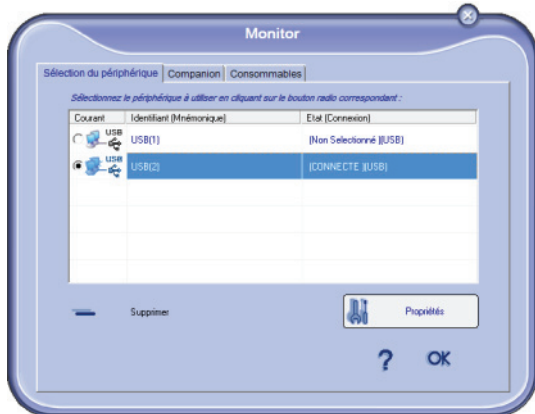 Monitor
Sélection du périphérique Companion Consommables
Sélectionnez le périphérique à utiliser en cliquant sur le bouton radio correspondant :
Courant Identifiant (Mnémonique) Etat (Connexion)
USB USB(1) (Non Selectionné )(USB)
USB USB(2) (CONNECTE )(USB)
Supprimer Propriétés
? OK